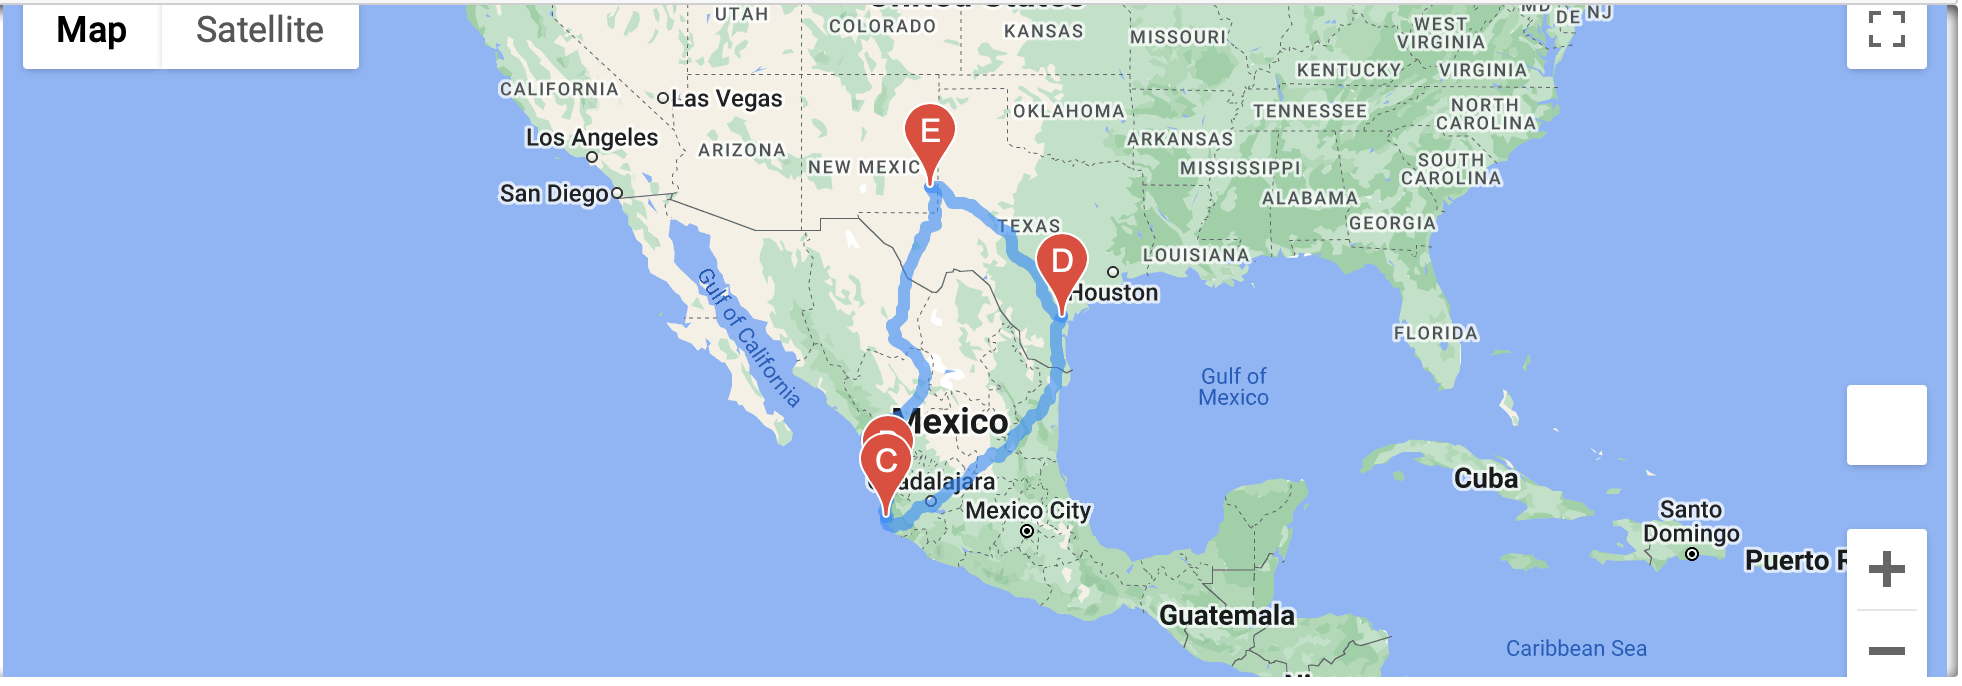 Map
Satellite
UTAH
COLORADO
KANSAS
MISSOURI
WEST
VIRGINIA
DE
NJ
KENTUCKY
VIRGINIA
CALIFORNIA
Las Vegas
OKLAHOMA
TENNESSEE
NORTH
CAROLINA
Los Angeles
ARIZONA
E
ARKANSAS
NEW MEXIC
MISSISSIPPI
SOUTH
CAROLINA
San Diego
ALABAMA
TEXAS
GEORGIA
LOUISIANA
D
Houston
Gulf of California
FLORIDA
Gulf of
Mexico
Mexico
C
adalajara
Mexico City
Cuba
Santo
Domingo
Puerto R
Guatemala
Caribbean Sea